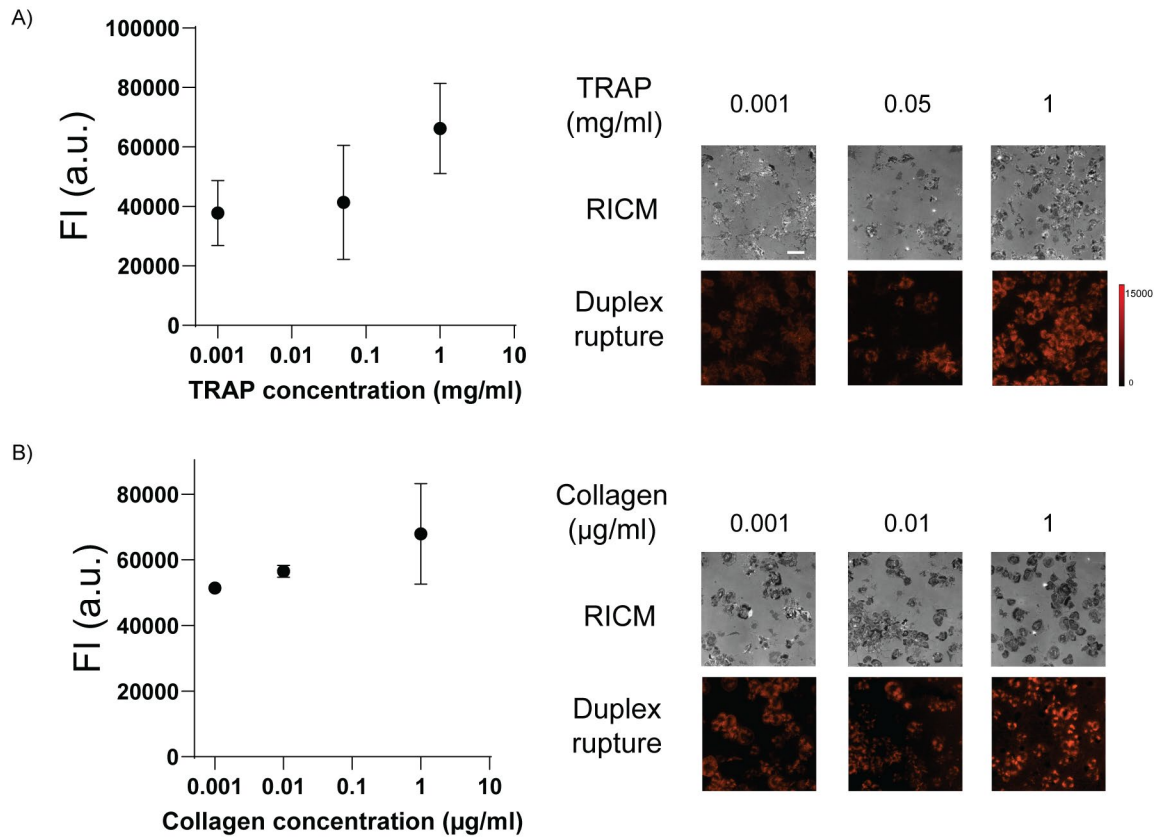 A)
100000
80000
60000
40000
20000
0
FI (a.u.)
0.001 0.01 0.1 1 10
TRAP concentration (mg/ml)
TRAP
(mg/ml)
0.001 0.05 1
RICM
Duplex
rupture
15000
0
B)
80000
60000
40000
20000
0
FI (a.u.)
0.001 0.01 0.1 1 10
Collagen concentration (µg/ml)
Collagen
(µg/ml)
0.001 0.01 1
RICM
Duplex
rupture